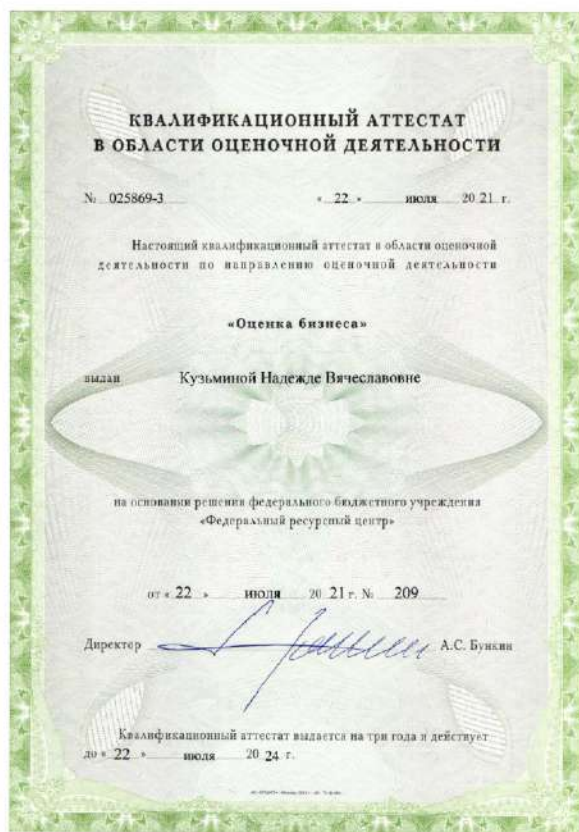 КВАЛИФИКАЦИОННЫЙ АТТЕСТАТ
В ОБЛАСТИ ОЦЕНОЧНОЙ ДЕЯТЕЛЬНОСТИ
№ 025869-3 « 22 » июля 20 21 г.
Настоящий квалификационный аттестат в области оценочной
деятельности по направлению оценочной деятельности
«Оценка бизнеса»
выдан Кузьминой Надежде Вячеславовне
на основании решения федерального бюджетного учреждения
«Федеральный ресурсный центр»
от « 22 » июля 20 21 г. № 209
Директор А.С. Бункин
Квалификационный аттестат выдается на три года и действует
до « 22 » июля 20 24 г.